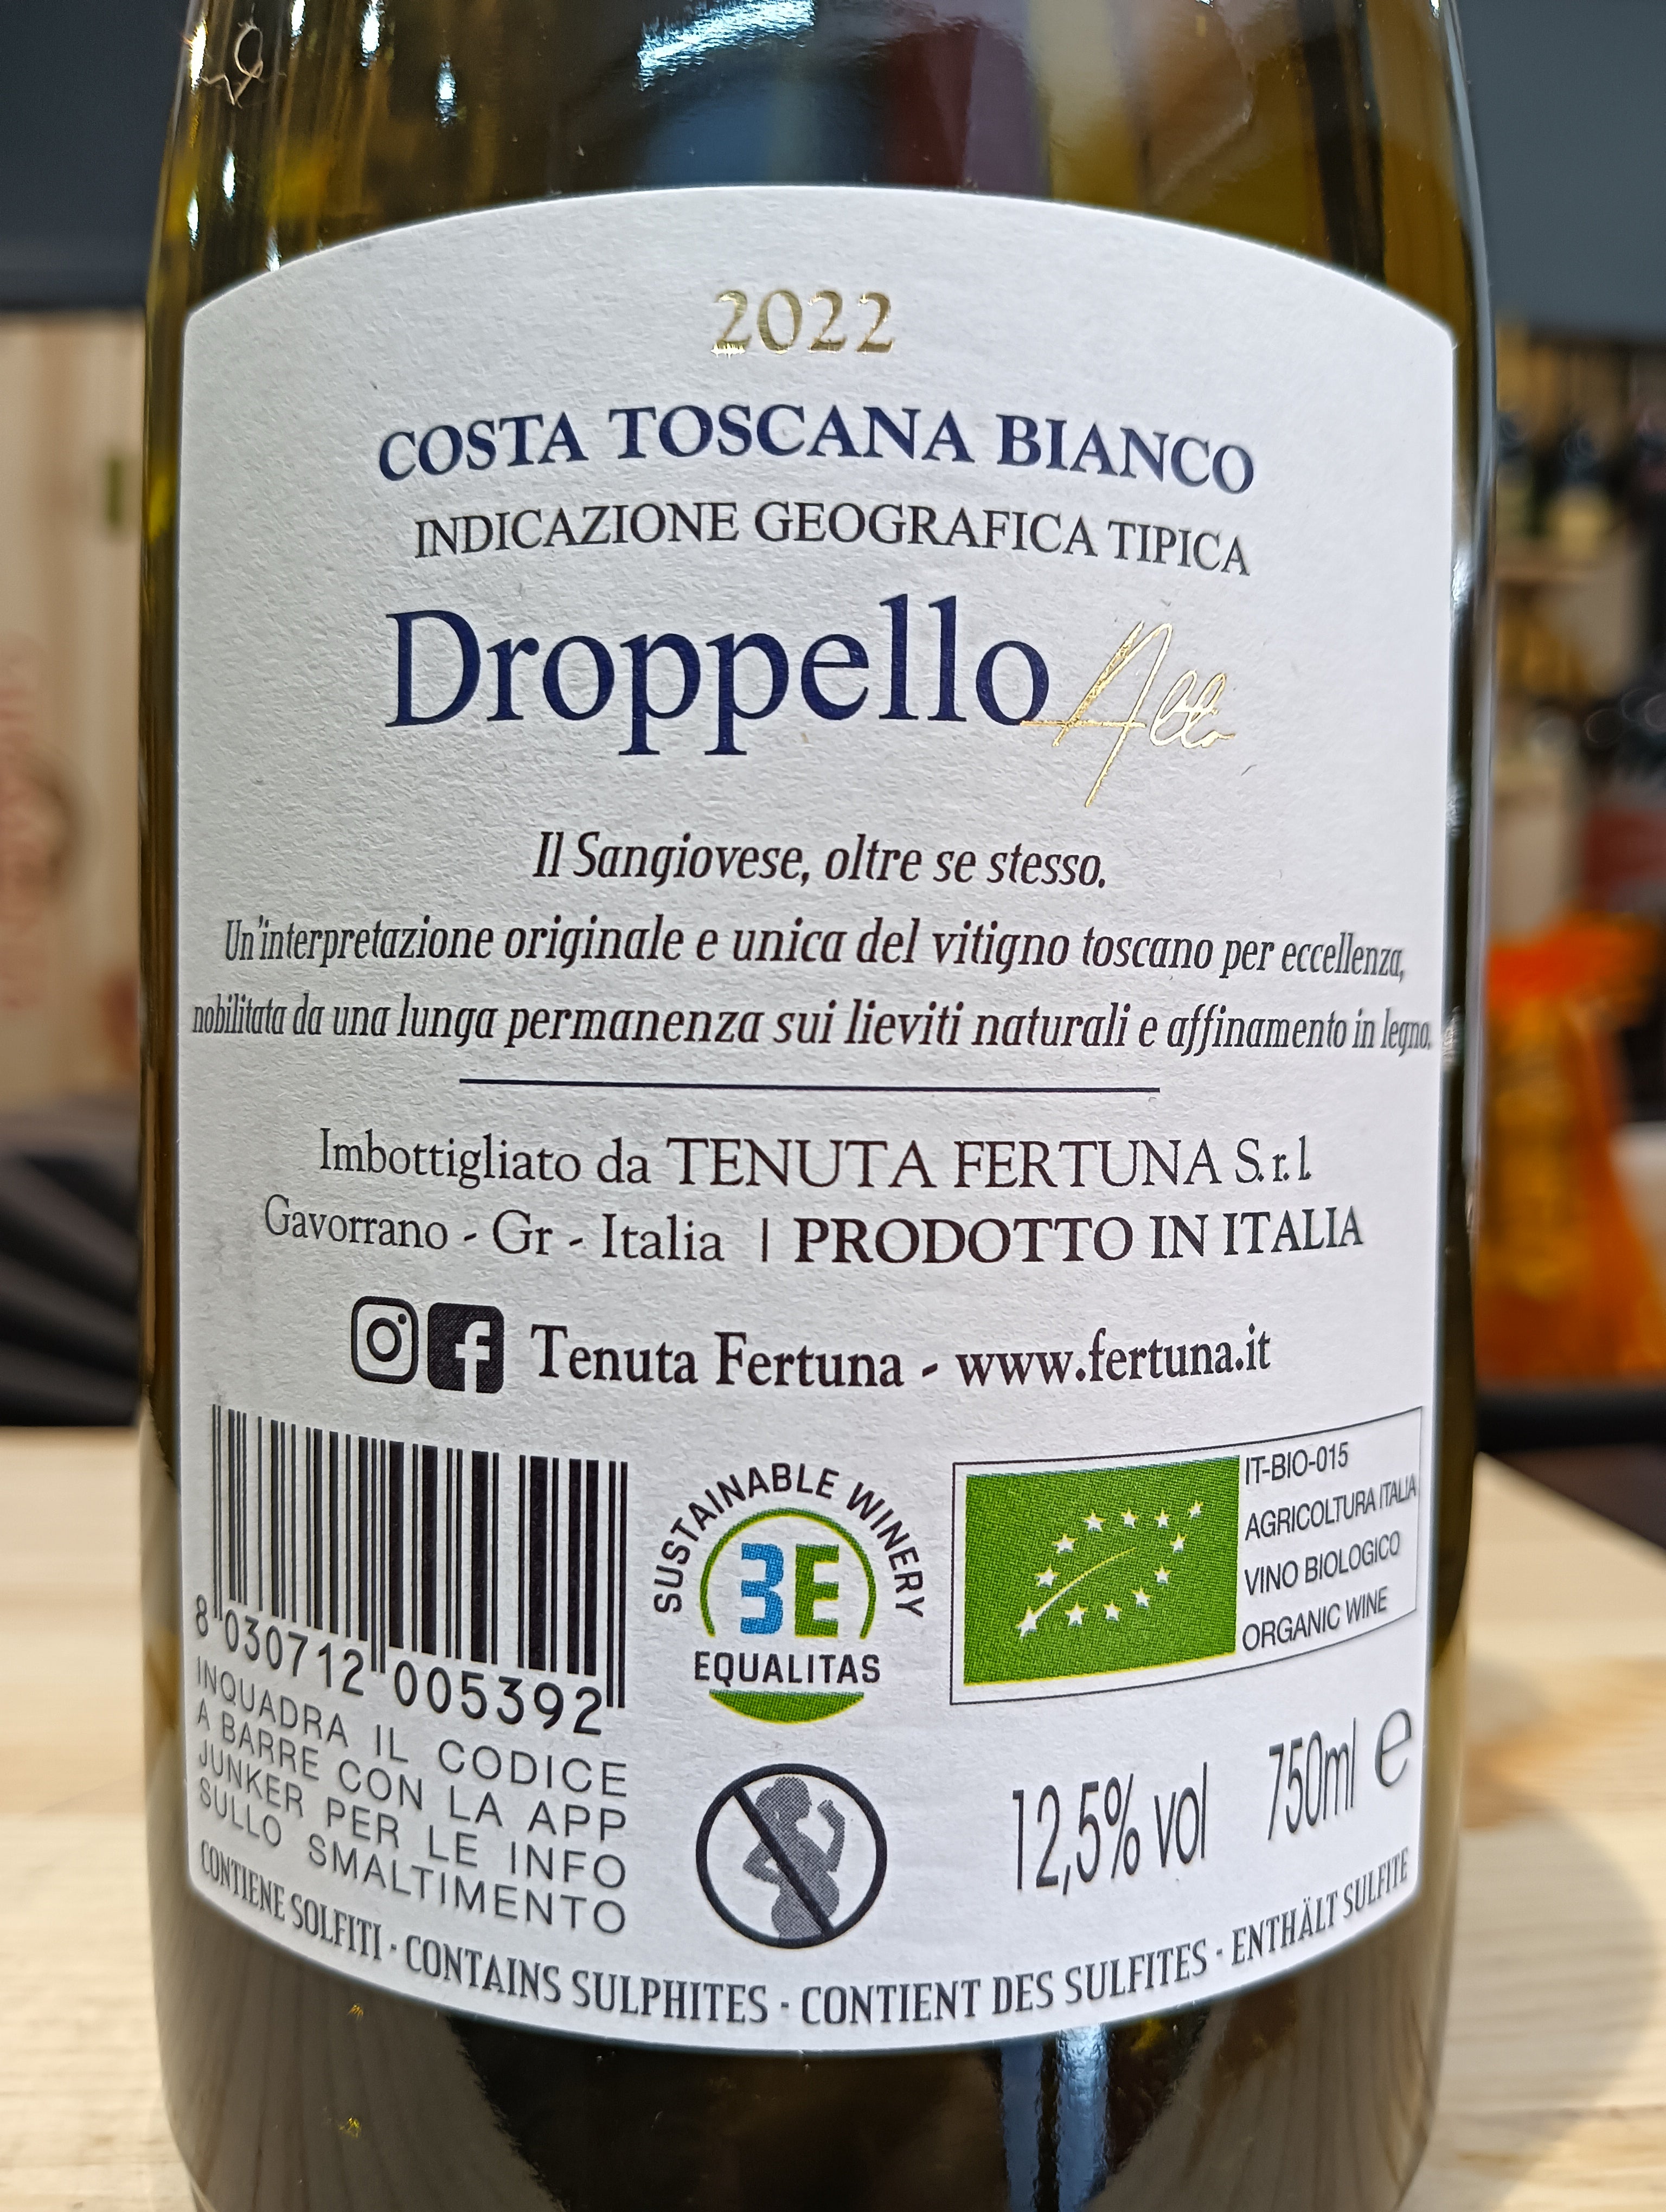 2022
COSTA TOSCANA BIANCO
INDICAZIONE GEOGRAFICA TIPICA
Droppello Alto
Il Sangiovese, oltre se stesso.
Un'interpretazione originale e unica del vitigno toscano per eccellenza,
nobilitata da una lunga permanenza sui lieviti naturali e affinamento in legno.
Imbottigliato da TENUTA FERTUNA S.r.l
Gavorrano - Gr - Italia | PRODOTTO IN ITALIA
Tenuta Fertuna - www.fertuna.it
8 030712 005392
INQUADRA IL CODICE
A BARRE CON LA APP
JUNKER PER LE INFO
SULLO SMALTIMENTO
SUSTAINABLE WINERY
3E
EQUALITAS
IT-BIO-015
AGRICOLTURA ITALIA
VINO BIOLOGICO
ORGANIC WINE
12,5% vol 750ml e
CONTIENE SOLFITI · CONTAINS SULPHITES · CONTIENT DES SULFITES · ENTHÄLT SULFITE